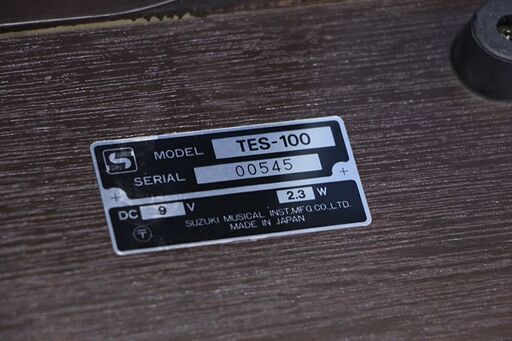 MODEL TES-100
SERIAL 00545
DC 9 V 2.3 W
SUZUKI MUSICAL INST.MFG.CO.,LTD.
MADE IN JAPAN